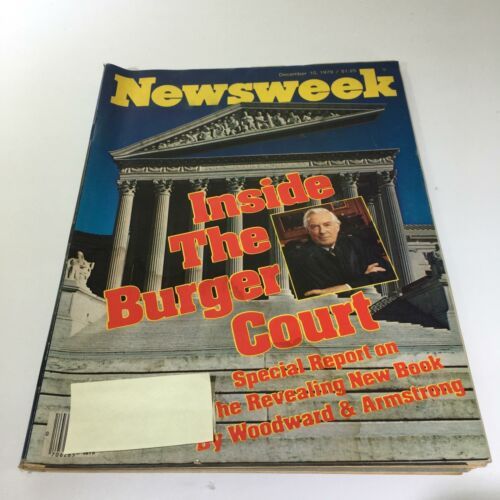 December 10, 1979 / $1.25
Newsweek
Inside
The
Burger
Court
Special Report on
he Revealing New Book
By Woodward & Armstrong